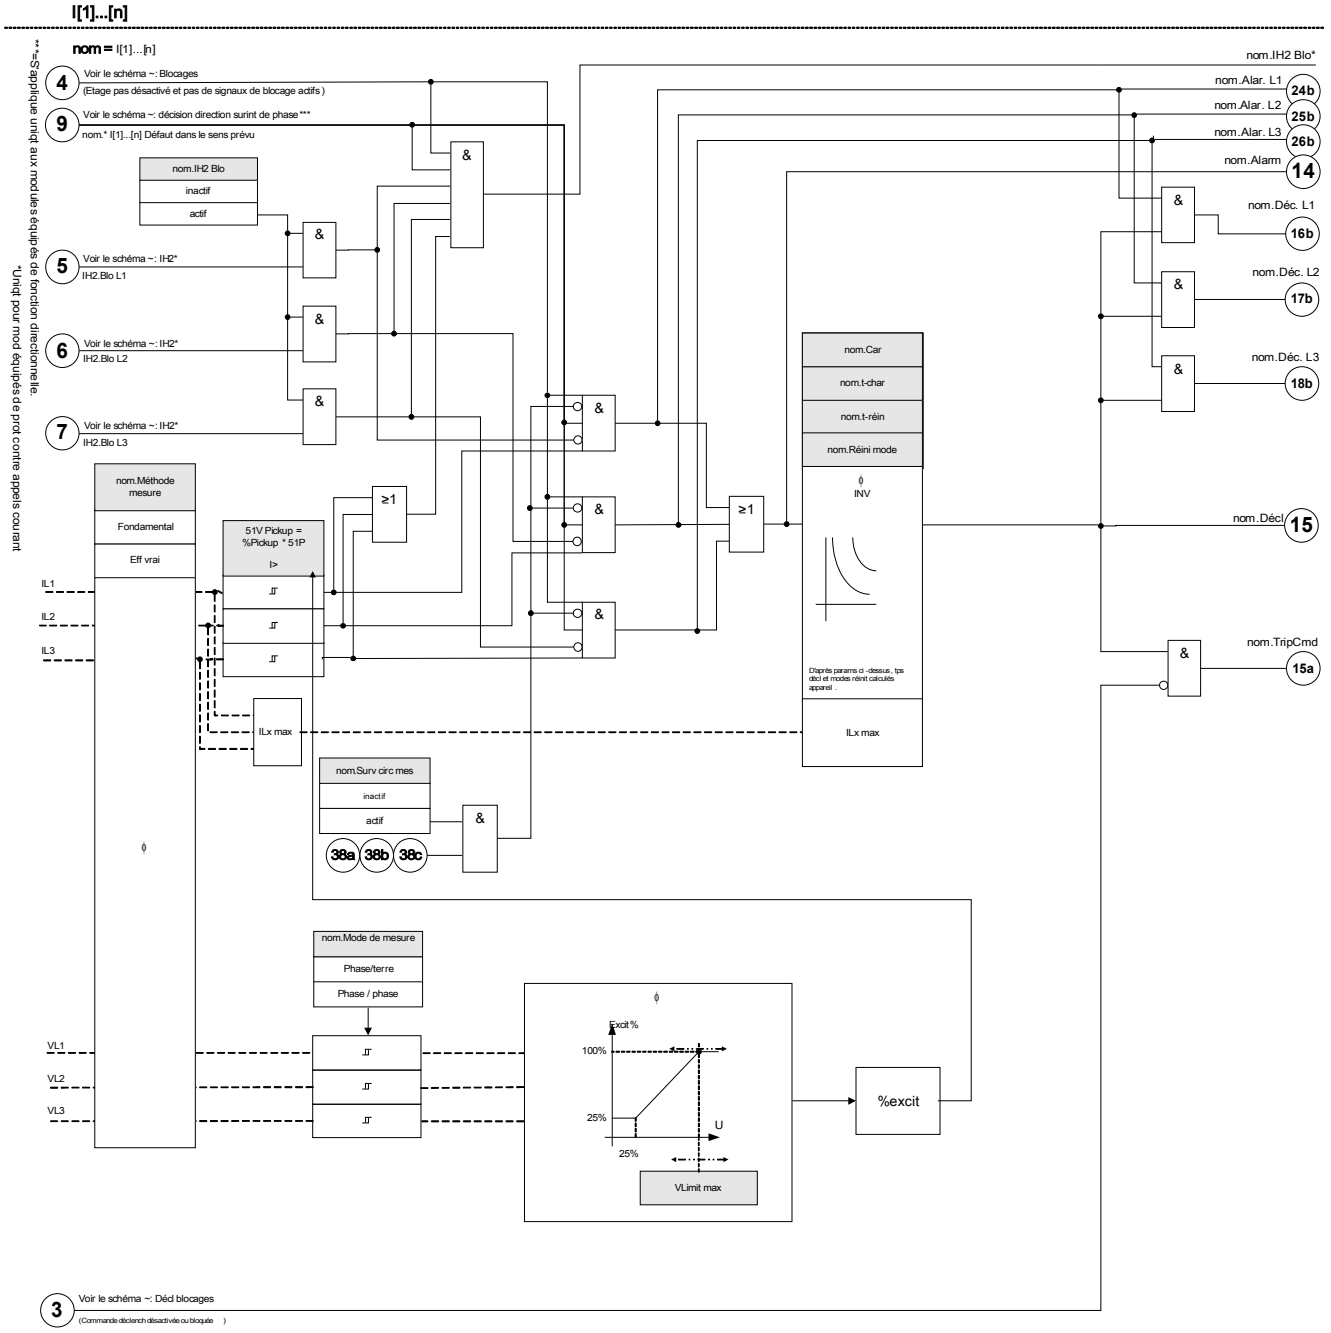 I[1]...[n]
nom = I[1]...[n]
4
Voir le schéma ~: Blocages
(Etage pas désactivé et pas de signaux de blocage actifs )
9
Voir le schéma ~: décision direction surint de phase ***
nom.* I[1]...[n] Défaut dans le sens prévu
nom.IH2 Blo*
nom.Alar. L1
24b
nom.Alar. L2
25b
nom.Alar. L3
26b
nom.Alarm
14
nom.IH2 Blo
inactif
actif
&
&
5
Voir le schéma ~: IH2*
IH2.Blo L1
&
nom.Déc. L1
16b
&
nom.Déc. L2
17b
6
Voir le schéma ~: IH2*
IH2.Blo L2
&
&
nom.Déc. L3
18b
7
Voir le schéma ~: IH2*
IH2.Blo L3
&
&
nom.Car
nom.t-char
nom.t-réin
nom.Réini mode
ϕ
INV
D'après params ci -dessus, tps
décl et modes réinit calculés
appareil .
ILx max
&
&
&
≥1
nom.Décl
15
&
nom.TripCmd
15a
nom.Méthode
mesure
Fondamental
Eff vrai
ϕ
≥1
51V Pickup =
%Pickup * 51P
I>
IL1
IL2
IL3
ILx max
nom.Surv circ mes
inactif
actif
&
38a
38b
38c
nom.Mode de mesure
Phase/terre
Phase / phase
VL1
VL2
VL3
ϕ
Excit%
100%
25%
U
25%
VLimit max
%excit
3
Voir le schéma ~: Décl blocages
(Commande déclench désactivée ou bloquée )
***=S'applique uniqt aux modules équipés de fonction directionnelle.
*Uniqt pour mod équipés de prot contre appels courant